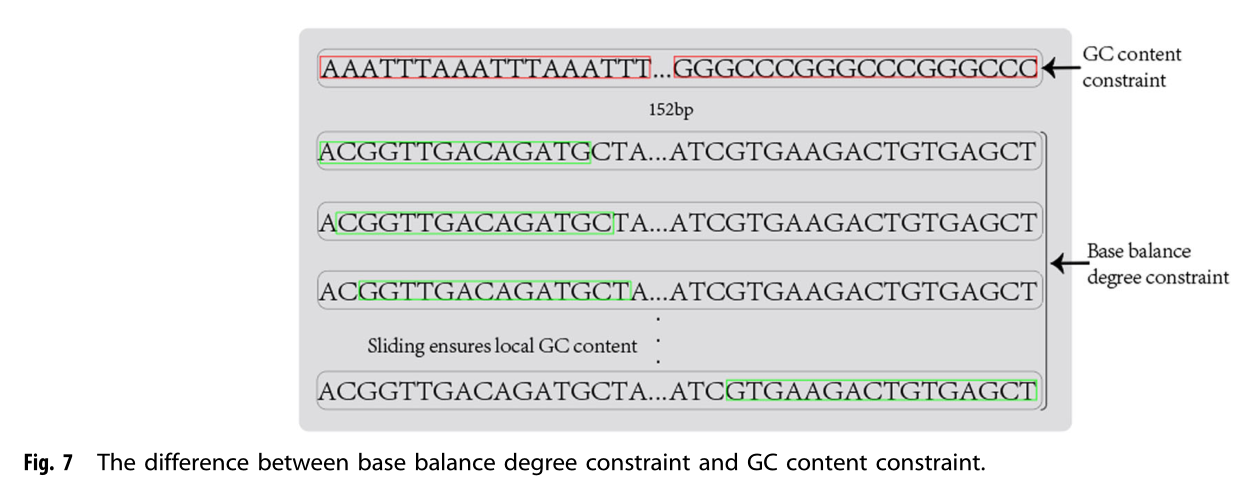 AAATTTAAATTTAAATTT...GGGCCCGGGCCCGGGCCC
GC content
constraint
152bp
ACGGTTGACAGATGCTA...ATCGTGAAGACTGTGAGCT
ACGGTTGACAGATGCTA...ATCGTGAAGACTGTGAGCT
Base balance
degree constraint
ACGGTTGACAGATGCTA...ATCGTGAAGACTGTGAGCT
Sliding ensures local GC content
ACGGTTGACAGATGCTA...ATCGTGAAGACTGTGAGCT
Fig. 7 The difference between base balance degree constraint and GC content constraint.